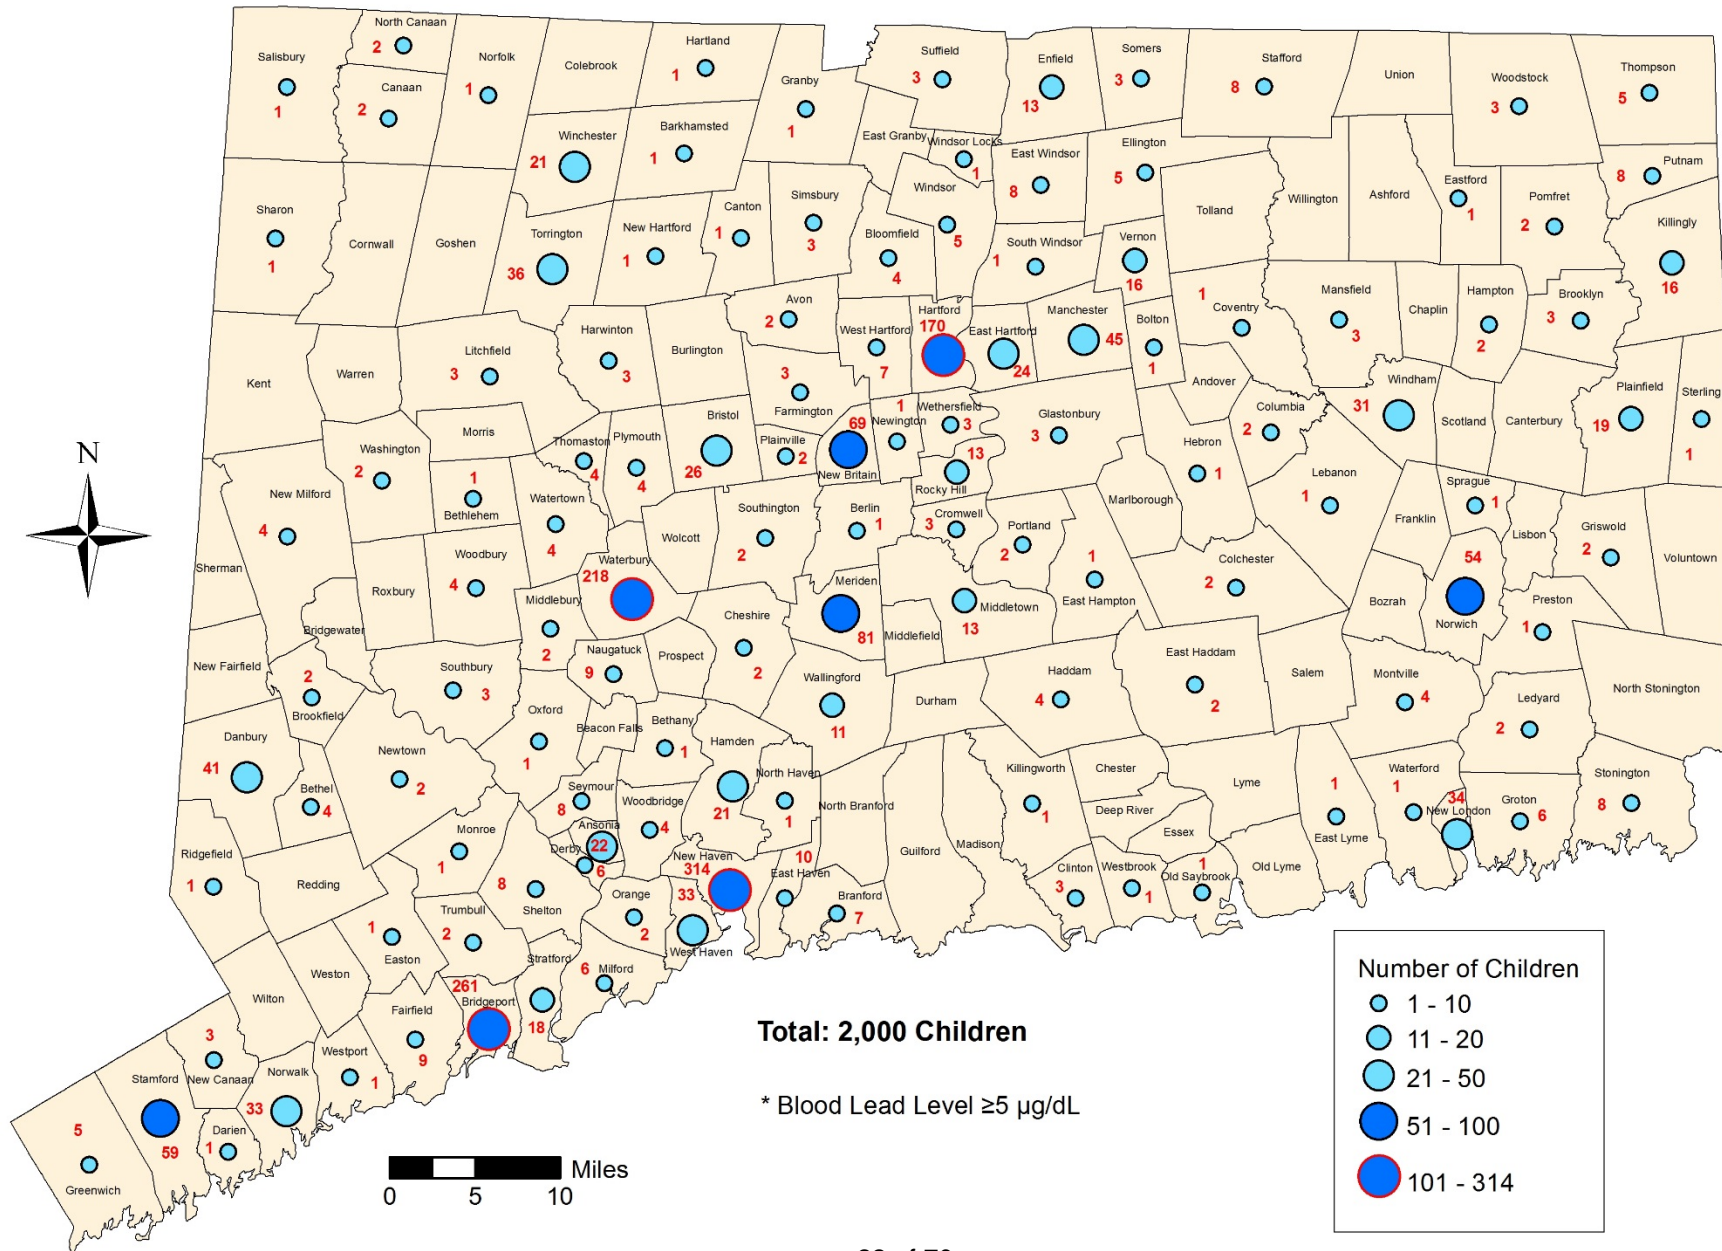 North Canaan
2
Salisbury
1
Canaan
2
Norfolk
1
Colebrook
Hartland
1
Granby
1
Suffield
3
Enfield
13
Somers
3
Stafford
8
Union
Woodstock
3
Thompson
5
Winchester
21
Barkhamsted
1
East Granby
Windsor Locks
1
East Windsor
8
Ellington
5
Putnam
8
Sharon
1
Cornwall
Goshen
Torrington
36
New Hartford
1
Canton
1
Simsbury
3
Bloomfield
4
Windsor
5
South Windsor
1
Vernon
16
Tolland
Willington
Ashford
Eastford
1
Pomfret
2
Killingly
16
Kent
Warren
Litchfield
3
Harwinton
3
Burlington
Avon
2
West Hartford
7
Hartford
170
East Hartford
24
Manchester
45
Bolton
1
Coventry
1
Mansfield
3
Chaplin
Hampton
2
Brooklyn
3
Farmington
3
Andover
Columbia
2
Windham
31
Scotland
Canterbury
Plainfield
19
Sterling
1
Washington
2
Morris
Bethlehem
1
Thomaston
4
Plymouth
4
Bristol
26
Plainville
2
New Britain
69
Newington
1
Wethersfield
3
Rocky Hill
13
Glastonbury
3
Marlborough
Hebron
1
Lebanon
1
Franklin
Sprague
1
Lisbon
Griswold
2
Voluntown
N
New Milford
4
Sherman
Roxbury
Woodbury
4
Watertown
4
Waterbury
218
Wolcott
Southington
2
Berlin
1
Cromwell
3
Portland
2
East Hampton
1
Colchester
2
Bozrah
Norwich
54
Preston
1
Bridgewater
Middlebury
2
Naugatuck
9
Prospect
Cheshire
2
Meriden
81
Middlefield
Middletown
13
New Fairfield
Brookfield
2
Southbury
3
Oxford
1
Beacon Falls
Bethany
1
Hamden
21
Wallingford
11
Durham
Haddam
4
East Haddam
2
Salem
Montville
4
Ledyard
2
North Stonington
Danbury
41
Bethel
4
Newtown
2
Seymour
8
Woodbridge
4
North Haven
1
North Branford
Guilford
Madison
Killingworth
1
Chester
Deep River
Essex
Lyme
East Lyme
1
Waterford
1
New London
34
Groton
6
Stonington
8
Ridgefield
1
Redding
Monroe
1
Ansonia
22
Derby
6
Shelton
8
Orange
2
New Haven
314
West Haven
33
East Haven
10
Branford
7
Clinton
3
Westbrook
1
Old Saybrook
1
Old Lyme
Easton
1
Trumbull
2
Stratford
18
Milford
6
Weston
Wilton
Fairfield
9
Bridgeport
261
Westport
1
New Canaan
3
Norwalk
33
Stamford
59
Darien
1
Greenwich
5
Total: 2,000 Children
* Blood Lead Level ≥5 µg/dL
Miles
0 5 10
Number of Children
1 - 10
11 - 20
21 - 50
51 - 100
101 - 314